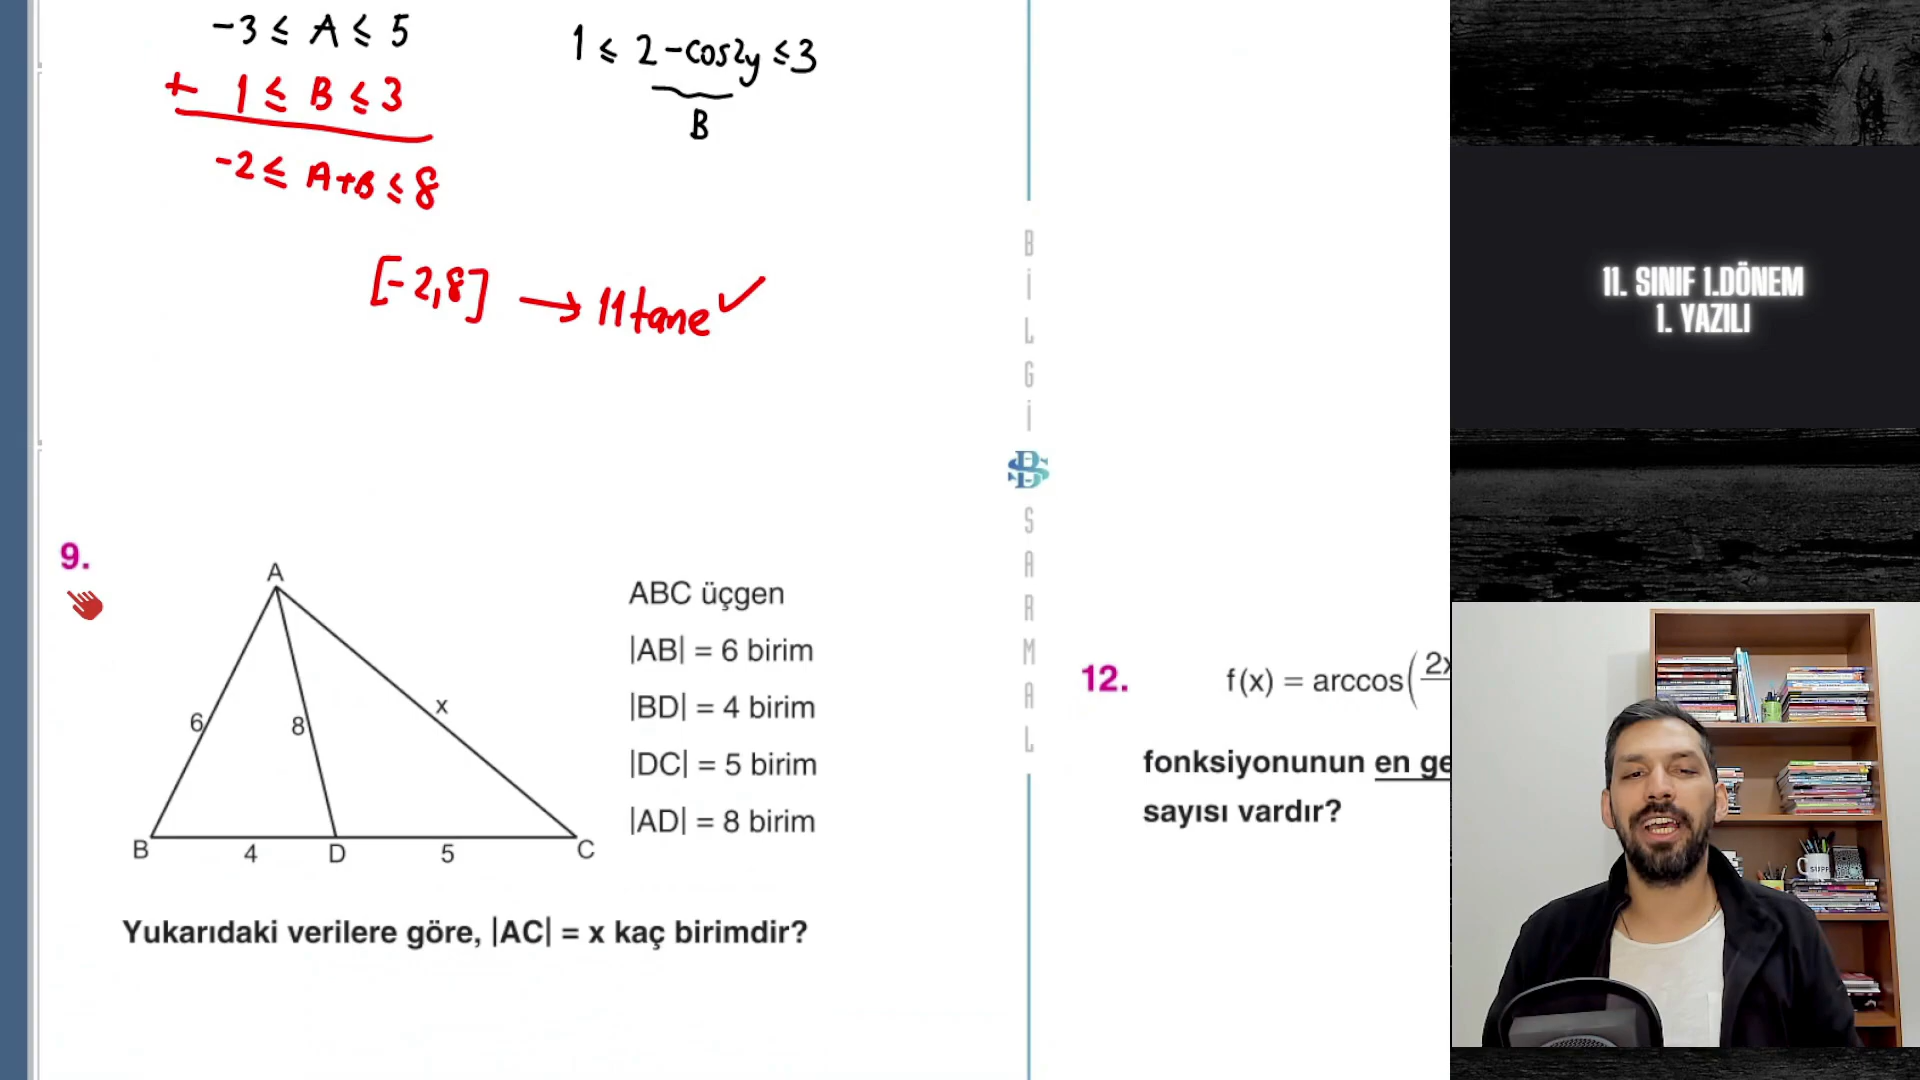 -3 ≤ A ≤ 5
+ 1 ≤ B ≤ 3
-2 ≤ A+B ≤ 8
1 ≤ 2 - cos2y ≤ 3
B
[-2,8] → 11 tane ✓
BİLGİ
SARMAL
11. SINIF 1.DÖNEM
1. YAZILI
9.
A
6
8
x
B
4
D
5
C
ABC üçgen
|AB| = 6 birim
|BD| = 4 birim
|DC| = 5 birim
|AD| = 8 birim
Yukarıdaki verilere göre, |AC| = x kaç birimdir?
12.
f(x) = arccos(2x
fonksiyonunun en ge
sayısı vardır?